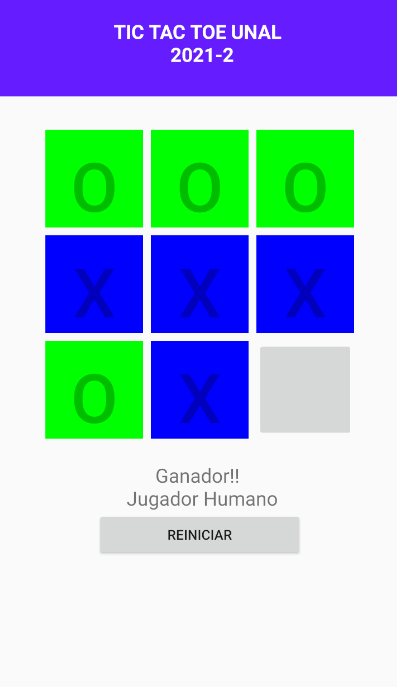 TIC TAC TOE UNAL
2021-2
O O O
X X X
O X
Ganador!!
Jugador Humano
REINICIAR